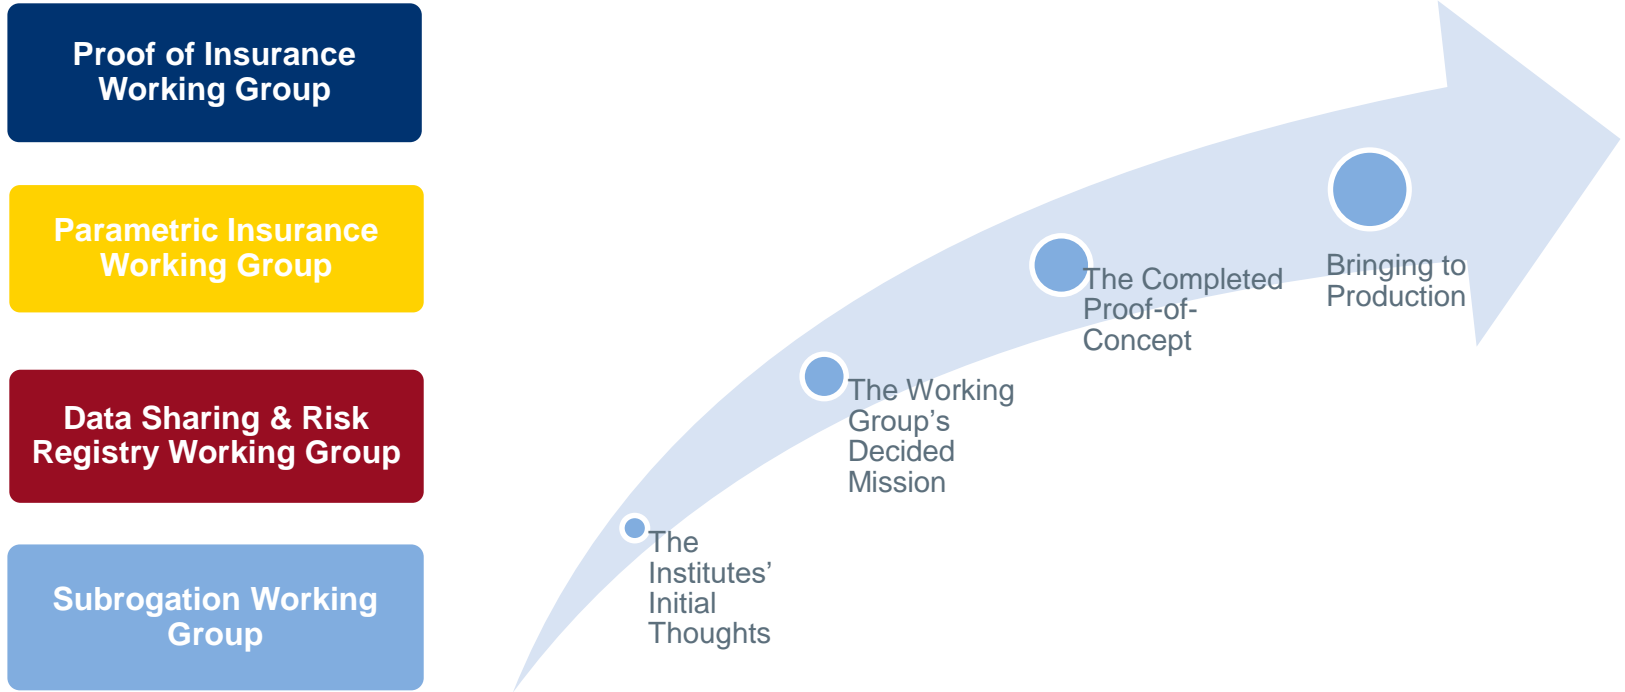 Proof of Insurance
Working Group
Parametric Insurance
Working Group
Data Sharing & Risk
Registry Working Group
Subrogation Working
Group
The
Institutes’
Initial
Thoughts
The Working
Group’s
Decided
Mission
The Completed
Proof-of-
Concept
Bringing to
Production